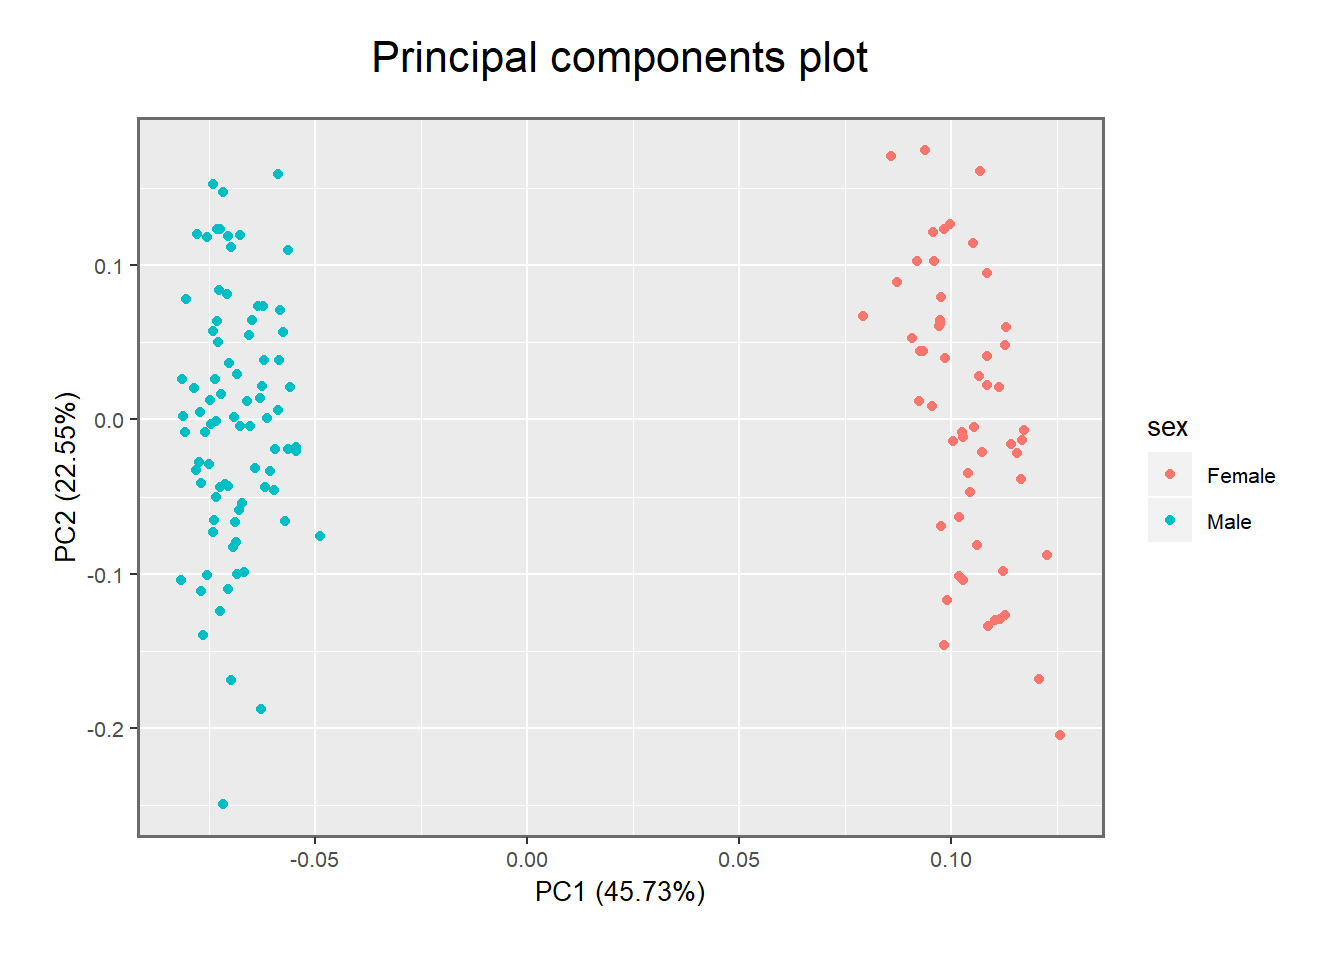 Principal components plot
0.1
0.0
-0.1
-0.2
PC2 (22.55%)
-0.05
0.00
0.05
0.10
PC1 (45.73%)
sex
Female
Male